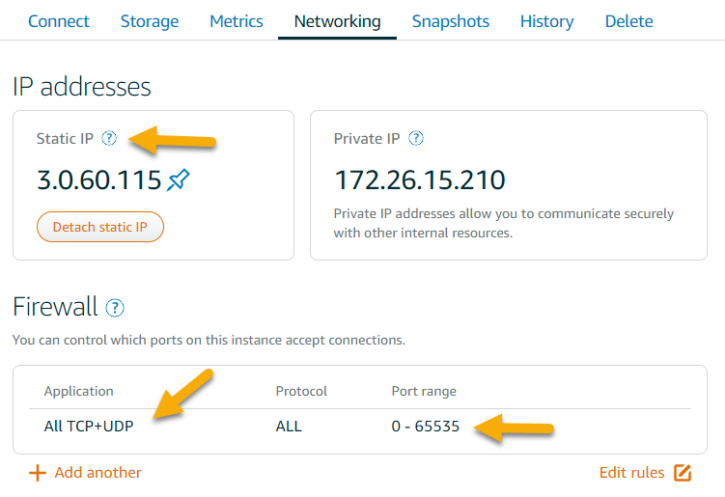 Connect Storage Metrics Networking Snapshots History Delete
IP addresses
Static IP ?
3.0.60.115
Detach static IP
Private IP ?
172.26.15.210
Private IP addresses allow you to communicate securely
with other internal resources.
Firewall ?
You can control which ports on this instance accept connections.
Application Protocol Port range
All TCP+UDP ALL 0 - 65535
+ Add another Edit rules